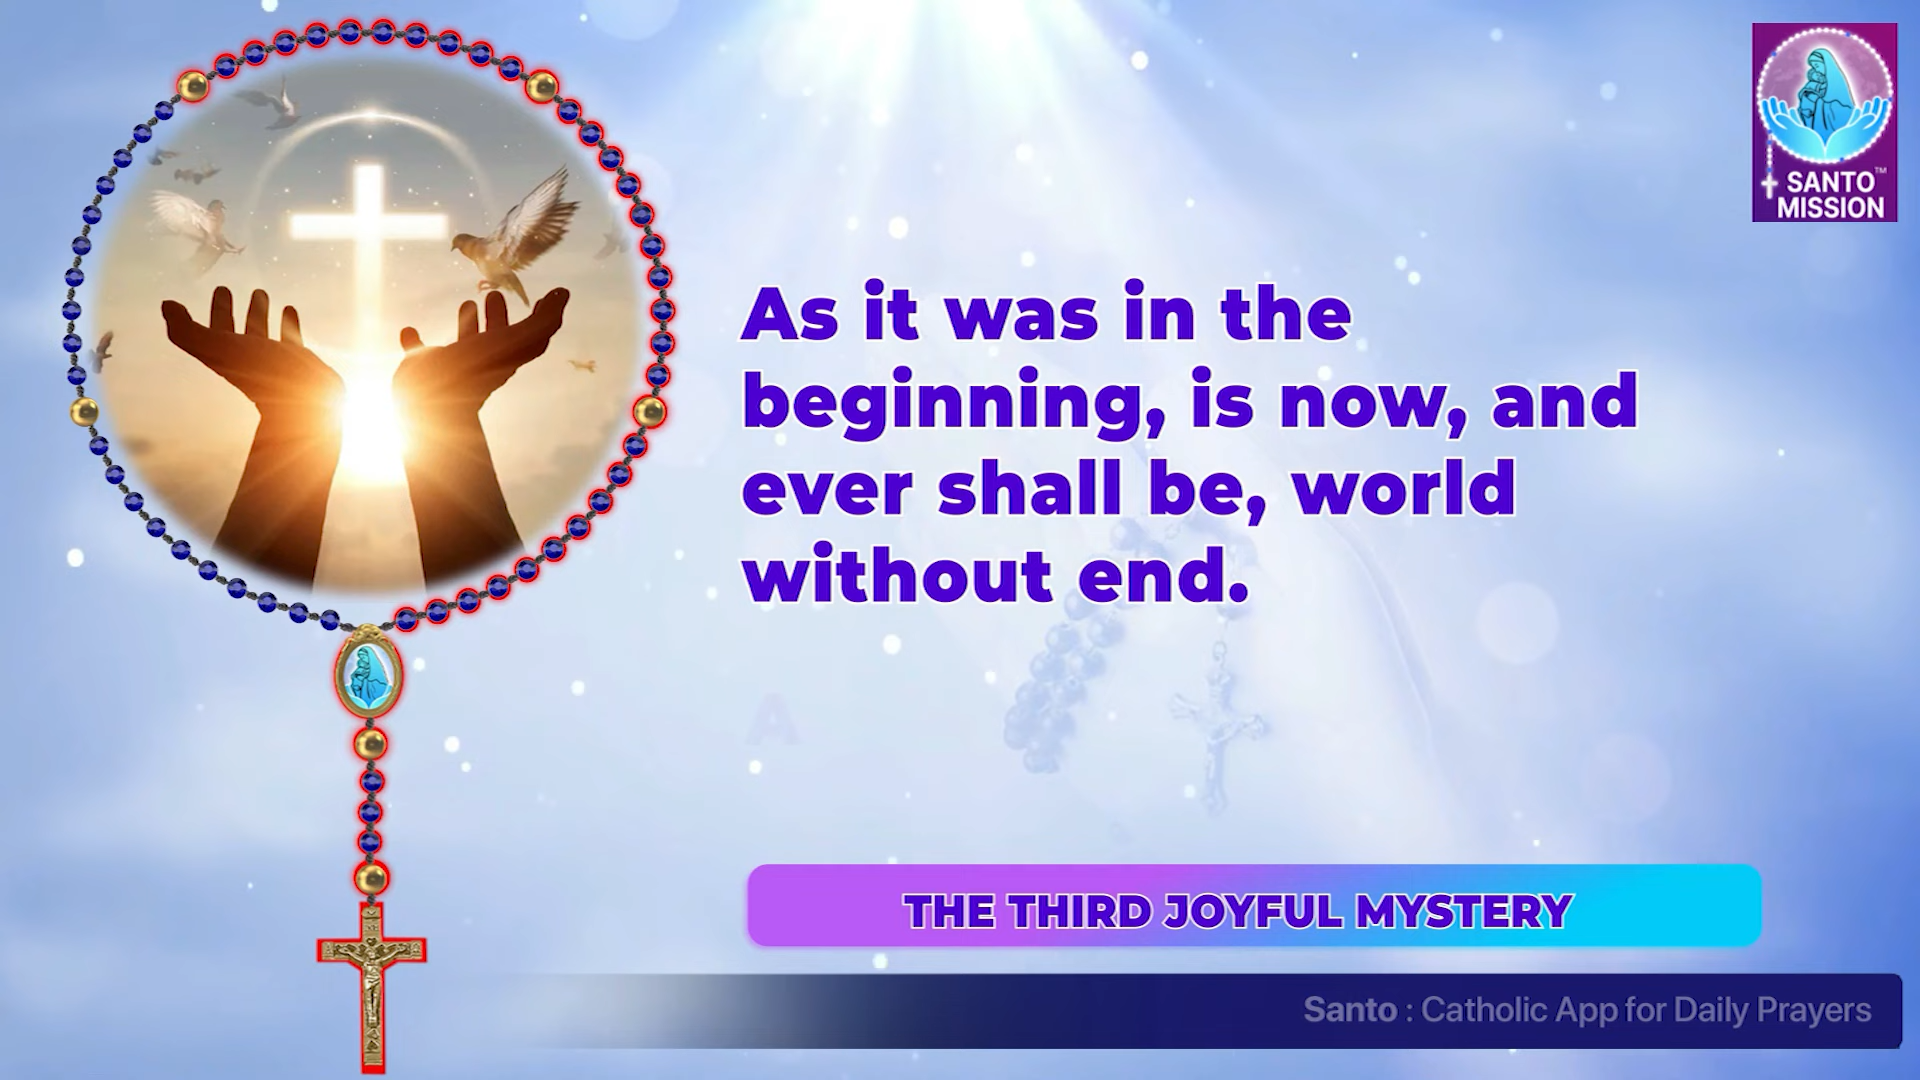 As it was in the
beginning, is now, and
ever shall be, world
without end.
A
THE THIRD JOYFUL MYSTERY
Santo : Catholic App for Daily Prayers
SANTO™
MISSION